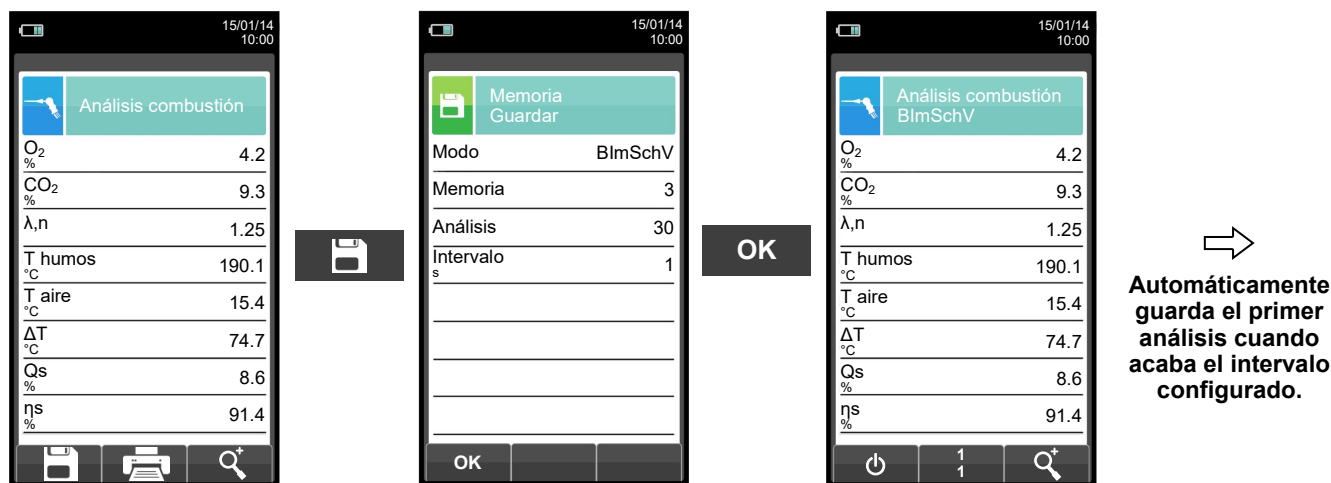 15/01/14
10:00
Análisis combustión
O2
%
4.2
CO2
%
9.3
λ,n
1.25
T humos
°C
190.1
T aire
°C
15.4
ΔT
°C
74.7
Qs
%
8.6
ηs
%
91.4
15/01/14
10:00
Memoria
Guardar
Modo BImSchV
Memoria 3
Análisis 30
Intervalo
s
1
OK
OK
15/01/14
10:00
Análisis combustión
BImSchV
O2
%
4.2
CO2
%
9.3
λ,n
1.25
T humos
°C
190.1
T aire
°C
15.4
ΔT
°C
74.7
Qs
%
8.6
ηs
%
91.4
1
1
Automáticamente
guarda el primer
análisis cuando
acaba el intervalo
configurado.